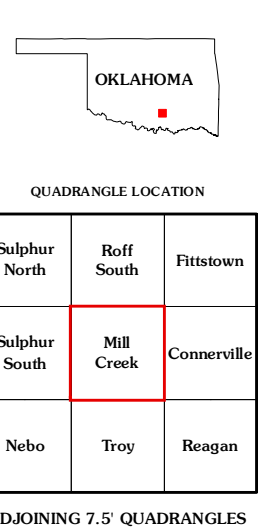 OKLAHOMA
QUADRANGLE LOCATION
Sulphur
North
Roff
South
Fittstown
Sulphur
South
Mill
Creek
Connerville
Nebo
Troy
Reagan
DJOINING 7.5' QUADRANGLES